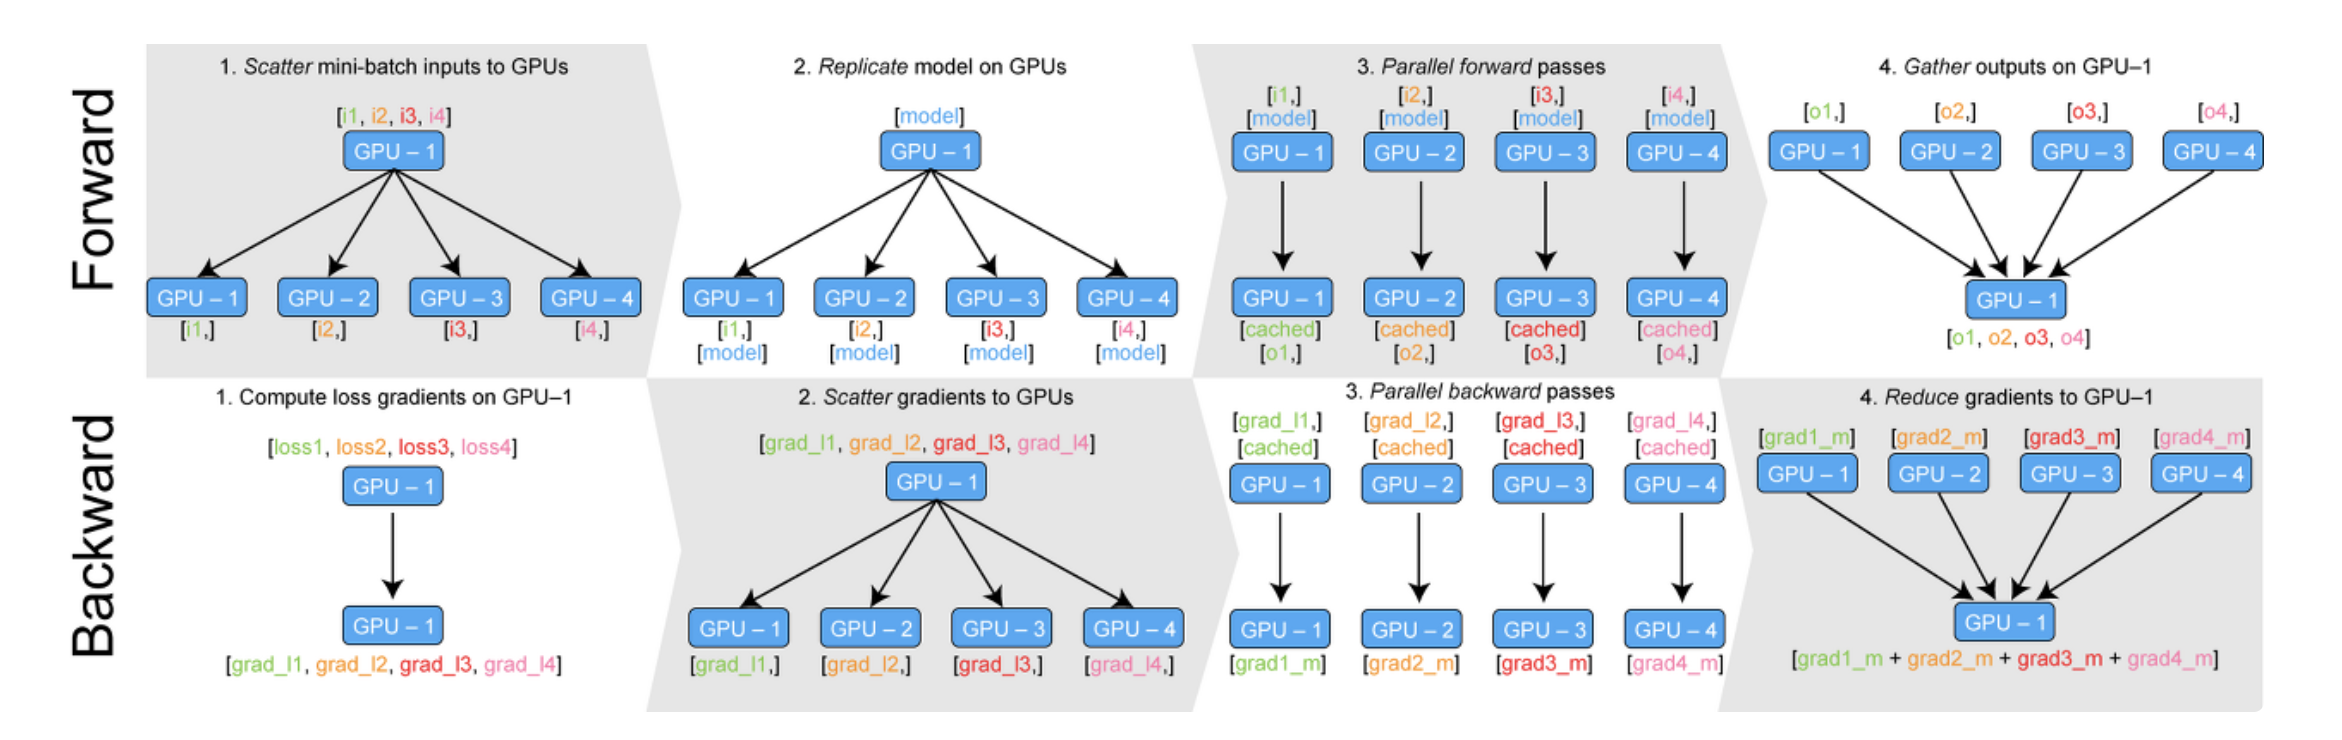 Forward
1. Scatter mini-batch inputs to GPUs
[i1, i2, i3, i4]
GPU – 1
GPU – 1 GPU – 2 GPU – 3 GPU – 4
[i1,] [i2,] [i3,] [i4,]
2. Replicate model on GPUs
[model]
GPU – 1
GPU – 1 GPU – 2 GPU – 3 GPU – 4
[i1,] [i2,] [i3,] [i4,]
[model] [model] [model] [model]
3. Parallel forward passes
[i1,] [i2,] [i3,] [i4,]
[model] [model] [model] [model]
GPU – 1 GPU – 2 GPU – 3 GPU – 4
GPU – 1 GPU – 2 GPU – 3 GPU – 4
[cached] [cached] [cached] [cached]
[o1,] [o2,] [o3,] [o4,]
4. Gather outputs on GPU–1
[o1,] [o2,] [o3,] [o4,]
GPU – 1 GPU – 2 GPU – 3 GPU – 4
GPU – 1
[o1, o2, o3, o4]
Backward
1. Compute loss gradients on GPU–1
[loss1, loss2, loss3, loss4]
GPU – 1
GPU – 1
[grad_l1, grad_l2, grad_l3, grad_l4]
2. Scatter gradients to GPUs
[grad_l1, grad_l2, grad_l3, grad_l4]
GPU – 1
GPU – 1 GPU – 2 GPU – 3 GPU – 4
[grad_l1,] [grad_l2,] [grad_l3,] [grad_l4,]
3. Parallel backward passes
[grad_l1,] [grad_l2,] [grad_l3,] [grad_l4,]
[cached] [cached] [cached] [cached]
GPU – 1 GPU – 2 GPU – 3 GPU – 4
GPU – 1 GPU – 2 GPU – 3 GPU – 4
[grad1_m] [grad2_m] [grad3_m] [grad4_m]
4. Reduce gradients to GPU–1
[grad1_m] [grad2_m] [grad3_m] [grad4_m]
GPU – 1 GPU – 2 GPU – 3 GPU – 4
GPU – 1
[grad1_m + grad2_m + grad3_m + grad4_m]